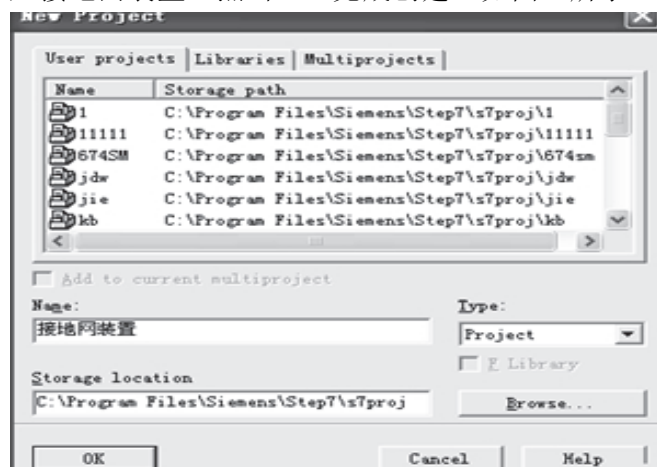 New Project
User projects Libraries Multiprojects
Name Storage path
1 C:\Program Files\Siemens\Step7\s7proj\1
11111 C:\Program Files\Siemens\Step7\s7proj\11111
674SM C:\Program Files\Siemens\Step7\s7proj\674sm
jdw C:\Program Files\Siemens\Step7\s7proj\jdw
jie C:\Program Files\Siemens\Step7\s7proj\jie
kb C:\Program Files\Siemens\Step7\s7proj\kb
Add to current multiproject
Name: Type:
接地网装置 Project
F Library
Storage location
C:\Program Files\Siemens\Step7\s7proj Browse...
OK Cancel Help